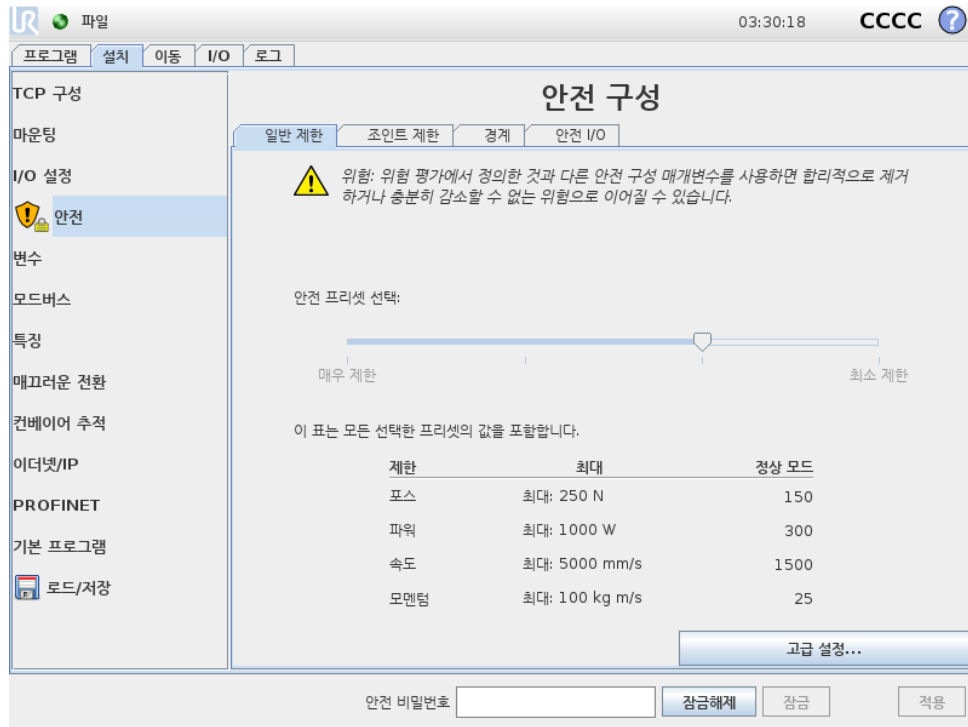 UR 파일 03:30:18 CCCC ?
프로그램 설치 이동 I/O 로그
TCP 구성
마운팅
I/O 설정
안전
변수
모드버스
특징
매끄러운 전환
컨베이어 추적
이더넷/IP
PROFINET
기본 프로그램
로드/저장
안전 구성
일반 제한 조인트 제한 경계 안전 I/O
위험: 위험 평가에서 정의한 것과 다른 안전 구성 매개변수를 사용하면 합리적으로 제거
하거나 충분히 감소할 수 없는 위험으로 이어질 수 있습니다.
안전 프리셋 선택:
매우 제한 최소 제한
이 표는 모든 선택한 프리셋의 값을 포함합니다.
제한 최대 정상 모드
포스 최대: 250 N 150
파워 최대: 1000 W 300
속도 최대: 5000 mm/s 1500
모멘텀 최대: 100 kg m/s 25
고급 설정...
안전 비밀번호 잠금해제 잠금 적용